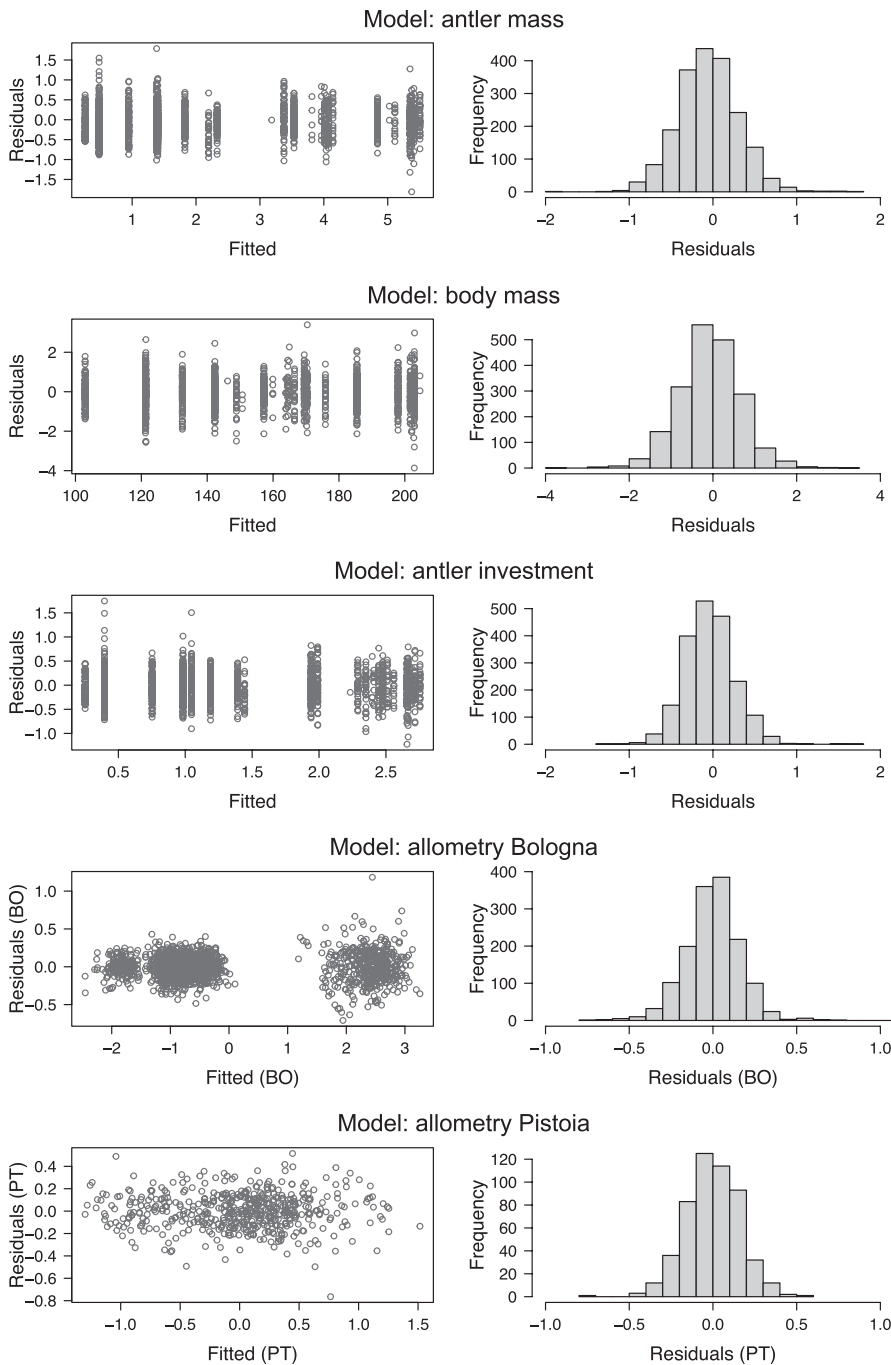 Model: antler mass
Residuals
1.5
1.0
0.5
0.0
−0.5
−1.0
−1.5
1 2 3 4 5
Fitted
Frequency
400
300
200
100
0
−2 −1 0 1 2
Residuals
Model: body mass
Residuals
2
0
−2
−4
100 120 140 160 180 200
Fitted
Frequency
500
400
300
200
100
0
−4 −2 0 2 4
Residuals
Model: antler investment
Residuals
1.5
1.0
0.5
0.0
−0.5
−1.0
0.5 1.0 1.5 2.0 2.5
Fitted
Frequency
500
400
300
200
100
0
−2 −1 0 1 2
Residuals
Model: allometry Bologna
Residuals (BO)
1.0
0.5
0.0
−0.5
−2 −1 0 1 2 3
Fitted (BO)
Frequency
400
300
200
100
0
−1.0 −0.5 0.0 0.5 1.0
Residuals (BO)
Model: allometry Pistoia
Residuals (PT)
0.4
0.2
0.0
−0.2
−0.4
−0.6
−0.8
−1.0 −0.5 0.0 0.5 1.0 1.5
Fitted (PT)
Frequency
120
100
80
60
40
20
0
−1.0 −0.5 0.0 0.5 1.0
Residuals (PT)